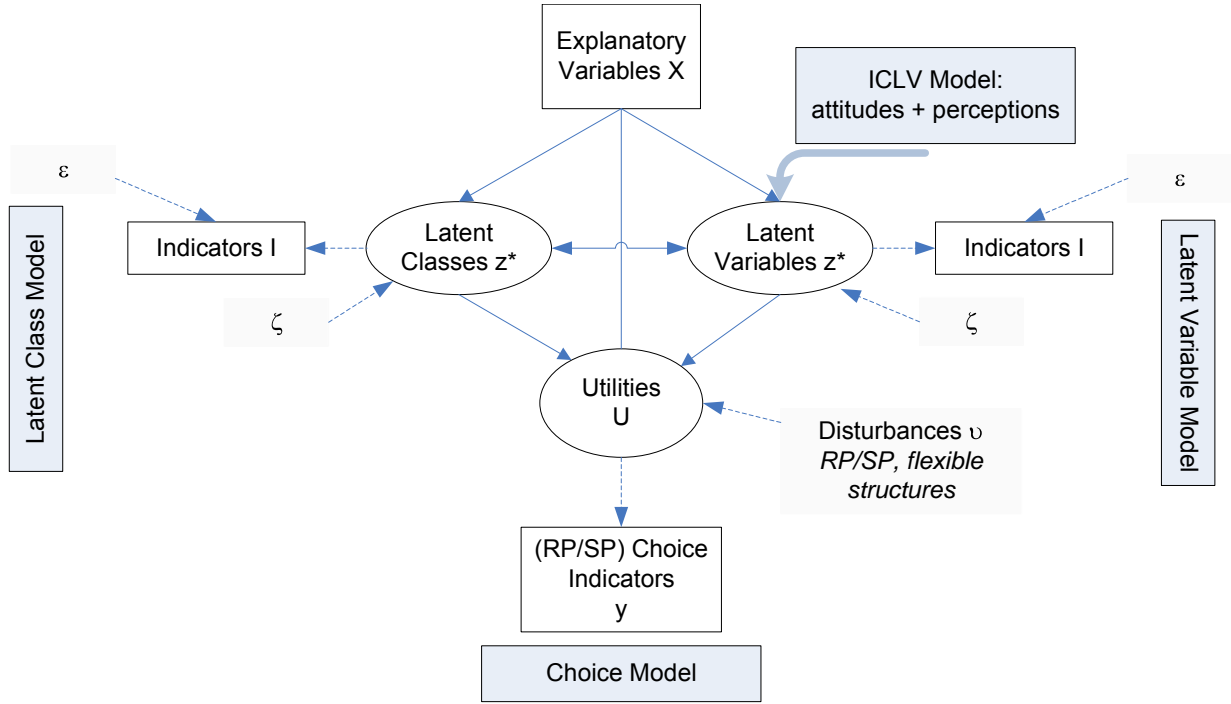 Explanatory
Variables X
ICLV Model:
attitudes + perceptions
ε
ε
Indicators I
Latent
Classes z*
Latent
Variables z*
Indicators I
Latent Class Model
Latent Variable Model
ζ
ζ
Utilities
U
Disturbances υ
RP/SP, flexible
structures
(RP/SP) Choice
Indicators
y
Choice Model